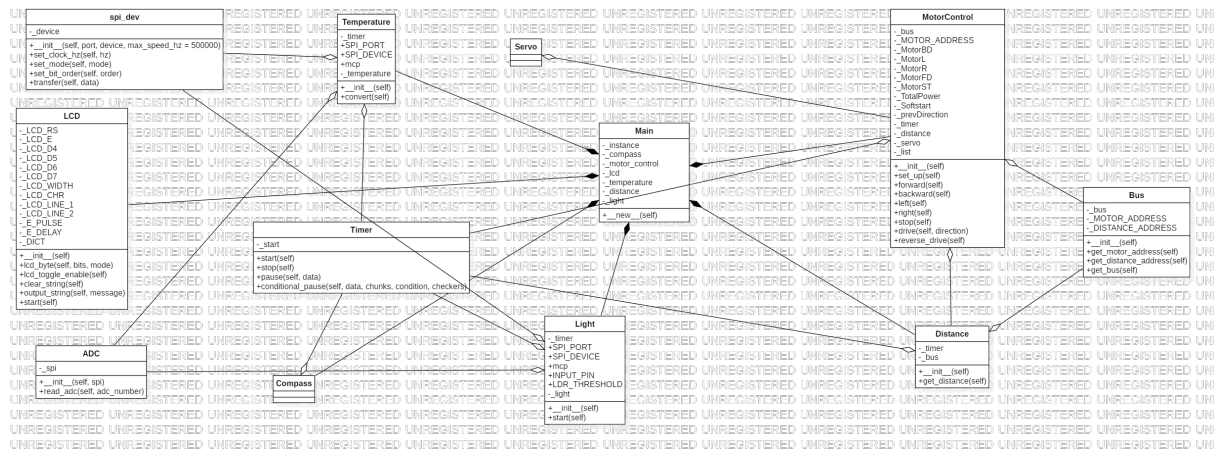 spi_dev
-_device
+__init__(self, port, device, max_speed_hz = 500000)
+set_clock_hz(self, hz)
+set_mode(self, mode)
+set_bit_order(self, order)
+transfer(self, data)
Temperature
-_timer
+SPI_PORT
+SPI_DEVICE
+mcp
-_temperature
+__init__(self)
+convert(self)
Servo
MotorControl
-_bus
-_MOTOR_ADDRESS
-_MotorBD
-_MotorL
-_MotorR
-_MotorFD
-_MotorST
-_TotalPower
-_Softstart
-_prevDirection
-_timer
-_distance
-_servo
-_list
+__init__(self)
+set_up(self)
+forward(self)
+backward(self)
+left(self)
+right(self)
+stop(self)
+drive(self, direction)
+reverse_drive(self)
LCD
-_LCD_RS
-_LCD_E
-_LCD_D4
-_LCD_D5
-_LCD_D6
-_LCD_D7
-_LCD_WIDTH
-_LCD_CHR
-_LCD_LINE_1
-_LCD_LINE_2
-_E_PULSE
-_E_DELAY
-_DICT
+__init__(self)
+lcd_byte(self, bits, mode)
+lcd_toggle_enable(self)
+clear_string(self)
+output_string(self, message)
+start(self)
Main
-_instance
-_compass
-_motor_control
-_lcd
-_temperature
-_distance
-_light
+__new__(self)
Bus
-_bus
-_MOTOR_ADDRESS
-_DISTANCE_ADDRESS
+__init__(self)
+get_motor_address(self)
+get_distance_address(self)
+get_bus(self)
Timer
-_start
+start(self)
+stop(self)
+pause(self, data)
+conditional_pause(self, data, chunks, condition, checkers)
ADC
-_spi
+__init__(self, spi)
+read_adc(self, adc_number)
Compass
Light
-_timer
+SPI_PORT
+SPI_DEVICE
+mcp
+INPUT_PIN
+LDR_THRESHOLD
-_light
+__init__(self)
+start(self)
Distance
-_timer
-_bus
+__init__(self)
+get_distance(self)
UNREGISTERED